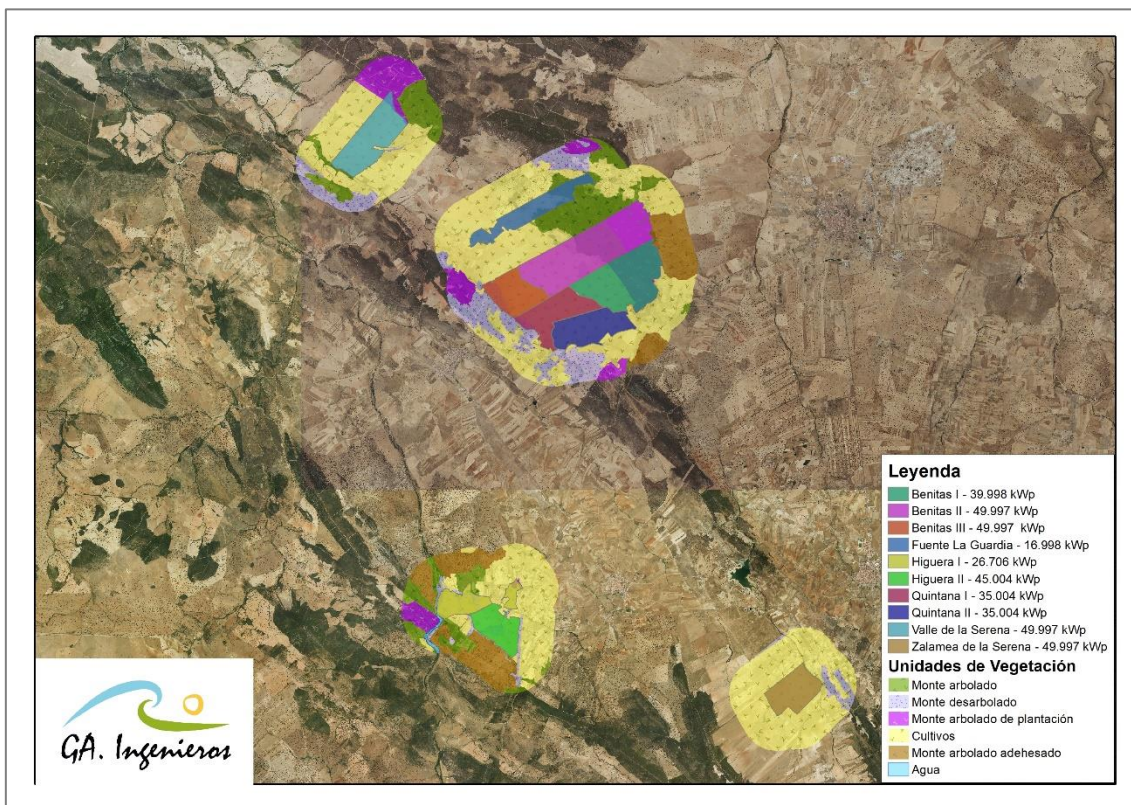 Leyenda
Benitas I - 39.998 kWp
Benitas II - 49.997 kWp
Benitas III - 49.997 kWp
Fuente La Guardia - 16.998 kWp
Higuera I - 26.706 kWp
Higuera II - 45.004 kWp
Quintana I - 35.004 kWp
Quintana II - 35.004 kWp
Valle de la Serena - 49.997 kWp
Zalamea de la Serena - 49.997 kWp
Unidades de Vegetación
Monte arbolado
Monte desarbolado
Monte arbolado de plantación
Cultivos
Monte arbolado adehesado
Agua
GA. Ingenieros